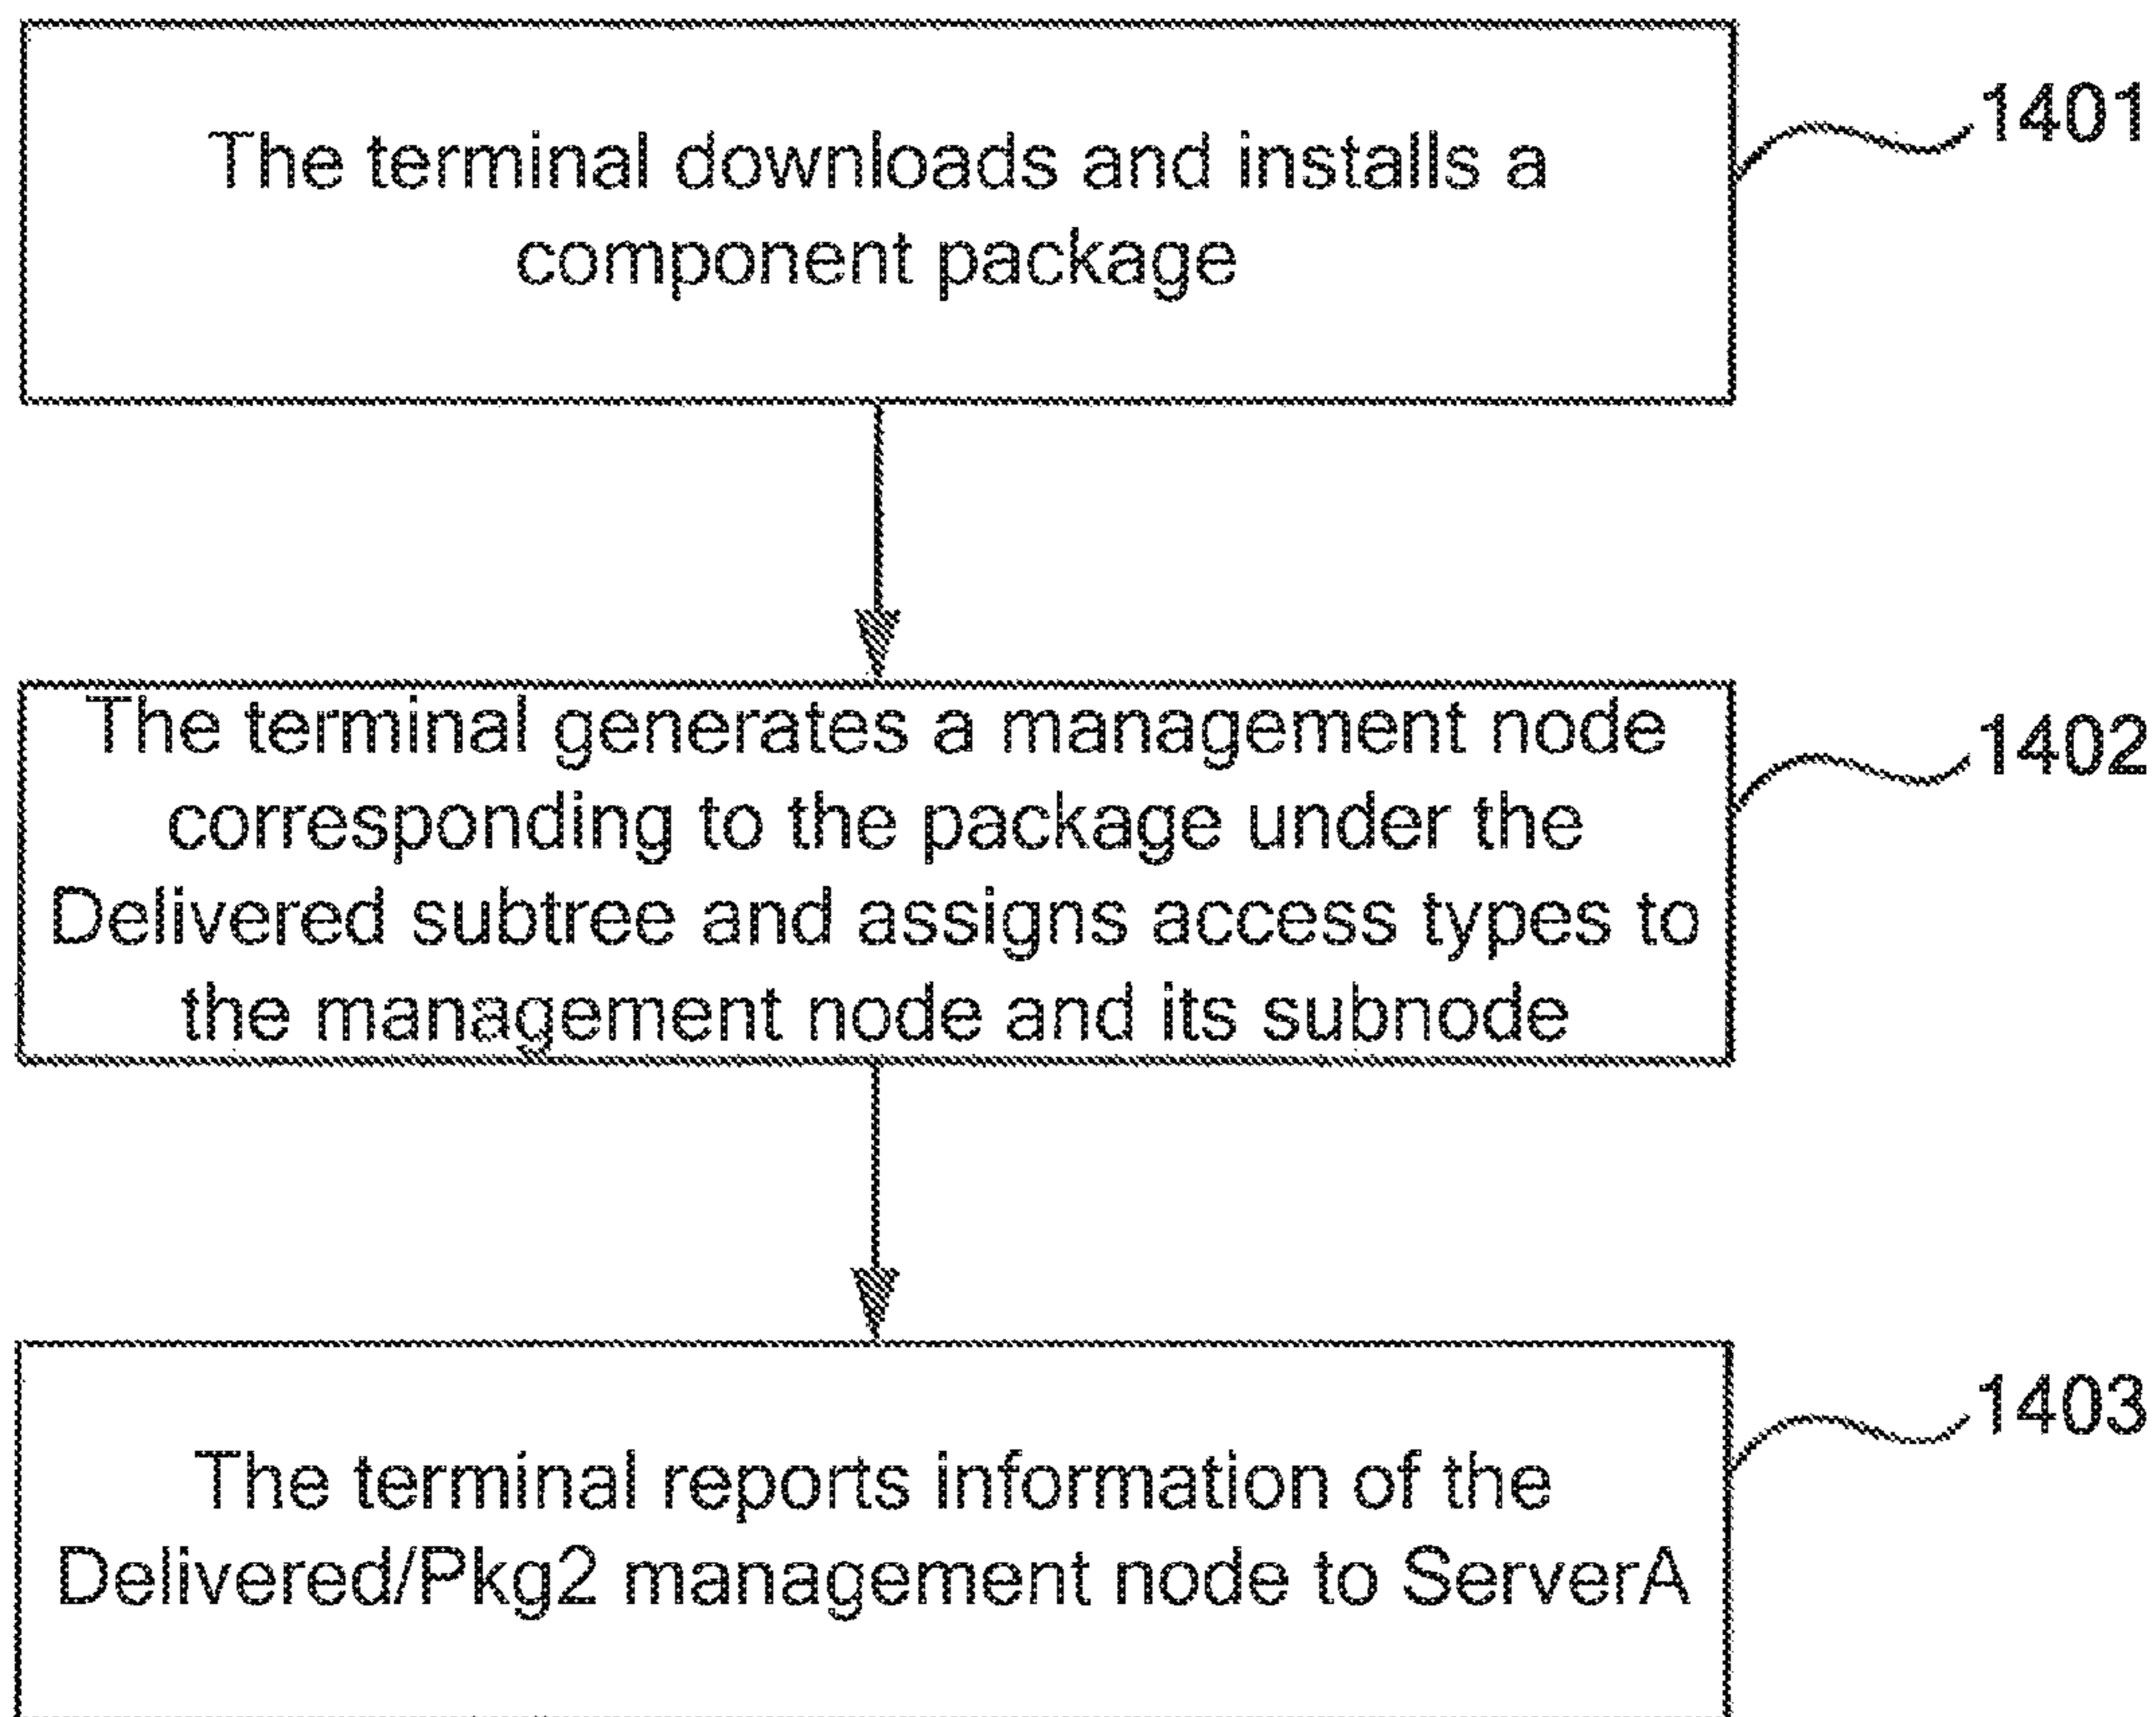 The terminal downloads and installs a
component package
1401
The terminal generates a management node
corresponding to the package under the
Delivered subtree and assigns access types to
the management node and its subnode
1402
The terminal reports information of the
Delivered/Pkg2 management node to ServerA
1403